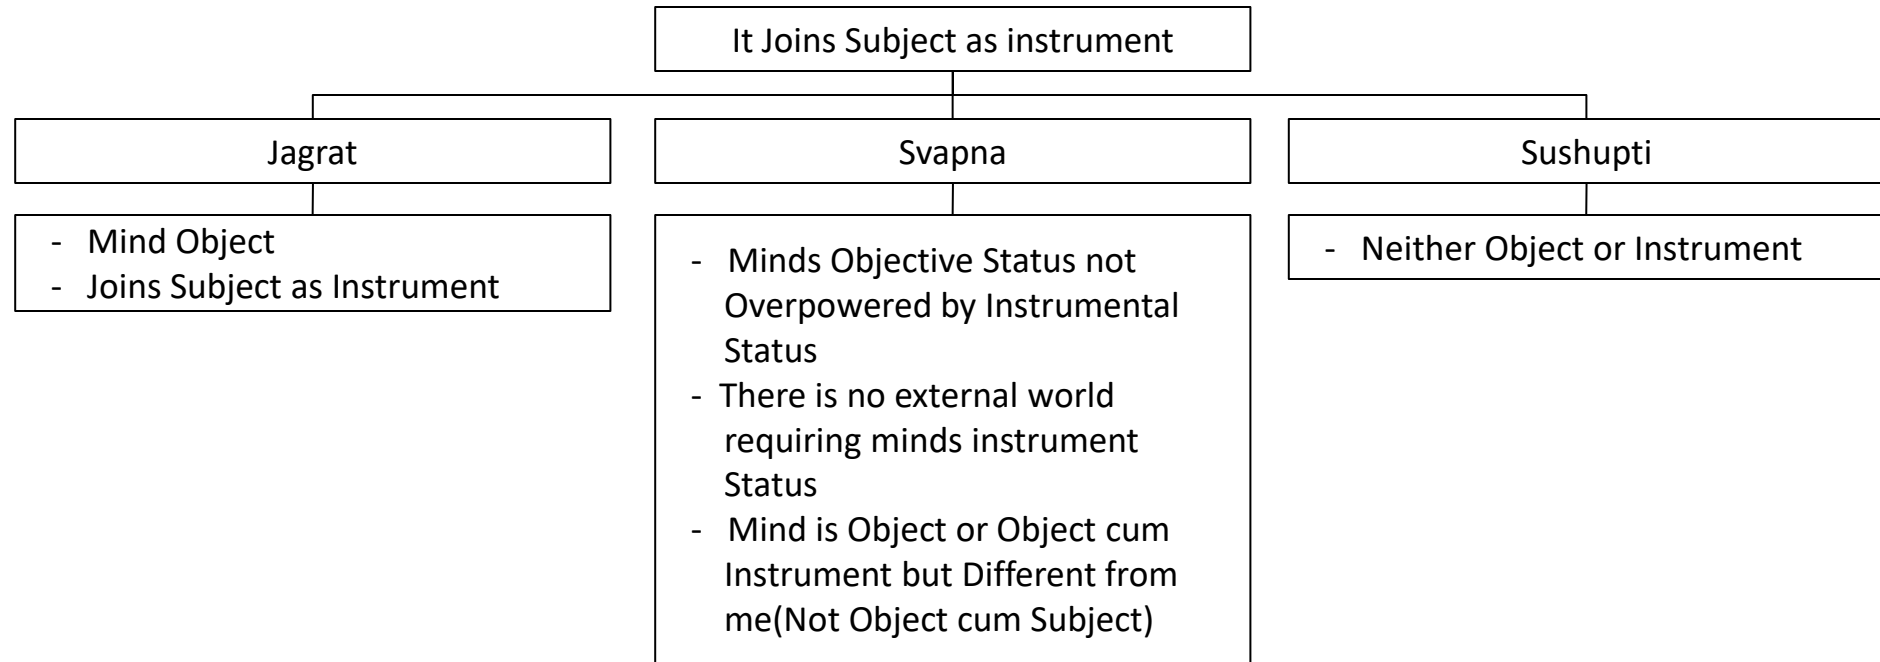 It Joins Subject as instrument
Jagrat
Svapna
Sushupti
- Mind Object
- Joins Subject as Instrument
- Minds Objective Status not
Overpowered by Instrumental
Status
- There is no external world
requiring minds instrument
Status
- Mind is Object or Object cum
Instrument but Different from
me(Not Object cum Subject)
- Neither Object or Instrument